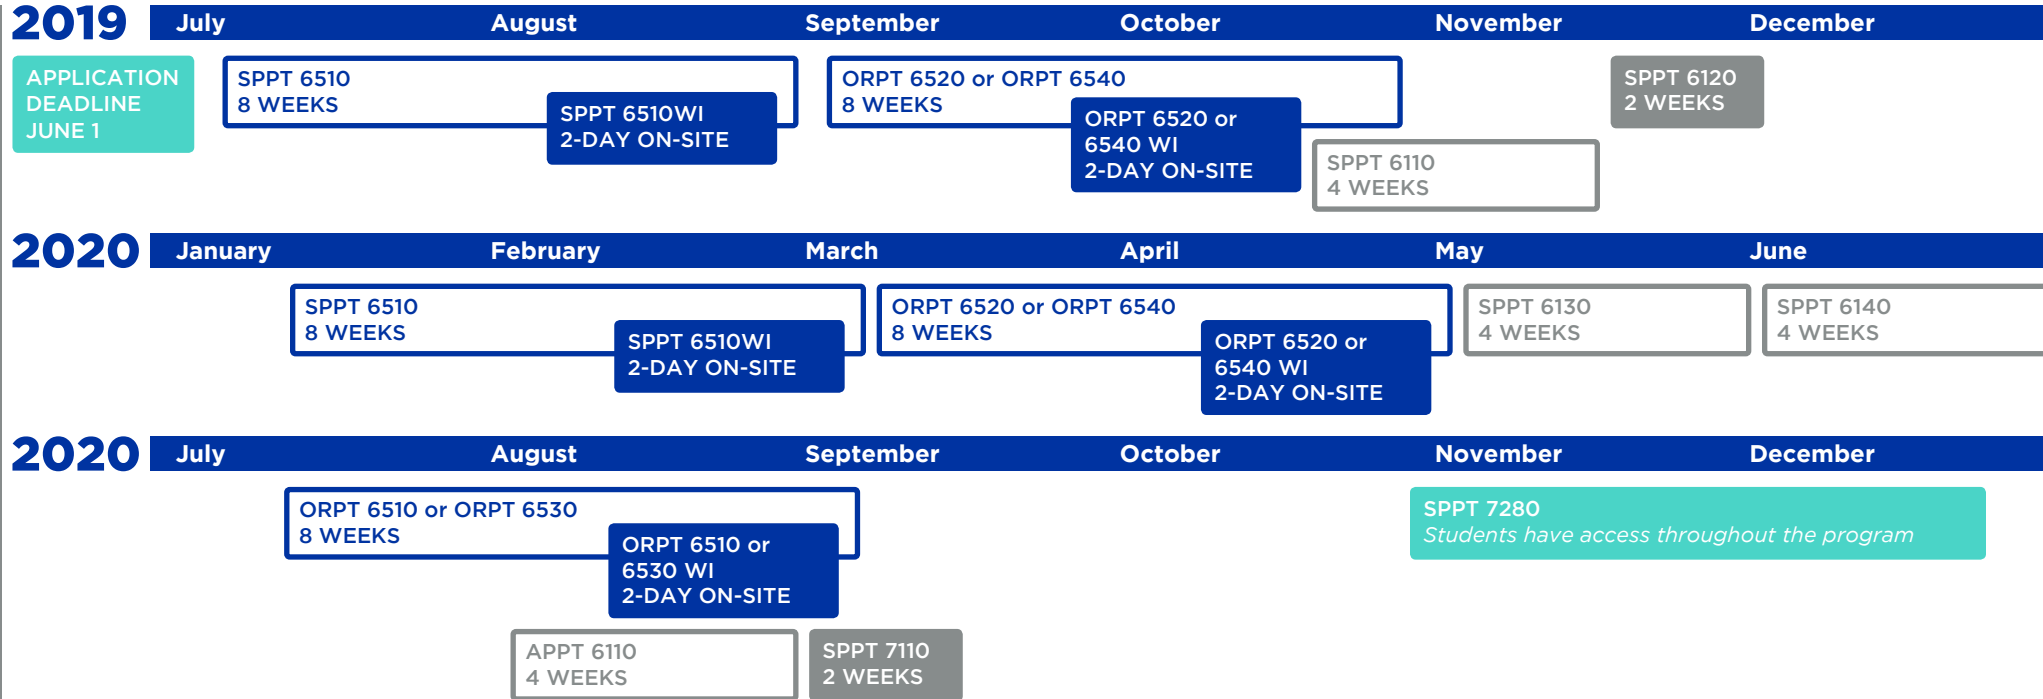 2019 July August September October November December
APPLICATION
DEADLINE
JUNE 1
SPPT 6510
8 WEEKS
SPPT 6510WI
2-DAY ON-SITE
ORPT 6520 or ORPT 6540
8 WEEKS
ORPT 6520 or
6540 WI
2-DAY ON-SITE
SPPT 6110
4 WEEKS
SPPT 6120
2 WEEKS
2020 January February March April May June
SPPT 6510
8 WEEKS
SPPT 6510WI
2-DAY ON-SITE
ORPT 6520 or ORPT 6540
8 WEEKS
ORPT 6520 or
6540 WI
2-DAY ON-SITE
SPPT 6130
4 WEEKS
SPPT 6140
4 WEEKS
2020 July August September October November December
ORPT 6510 or ORPT 6530
8 WEEKS
ORPT 6510 or
6530 WI
2-DAY ON-SITE
APPT 6110
4 WEEKS
SPPT 7110
2 WEEKS
SPPT 7280
Students have access throughout the program